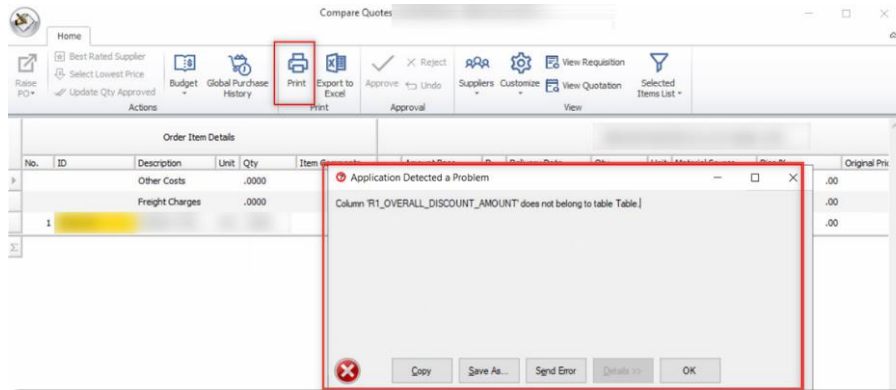 Compare Quotes
Home
Raise PO
Best Rated Supplier
Select Lowest Price
Update Qty Approved
Budget
Global Purchase History
Actions
Print
Export to Excel
Print
Approve
Reject
Undo
Approval
Suppliers
Customize
View Requisition
View Quotation
Selected Items List
View
Order Item Details
No. ID Description Unit Qty Item Comments
Original Pric
Other Costs .0000 .00
Freight Charges .0000 .00
1 .00
Application Detected a Problem
Column 'R1_OVERALL_DISCOUNT_AMOUNT' does not belong to table Table.
Copy Save As... Send Error Details >> OK